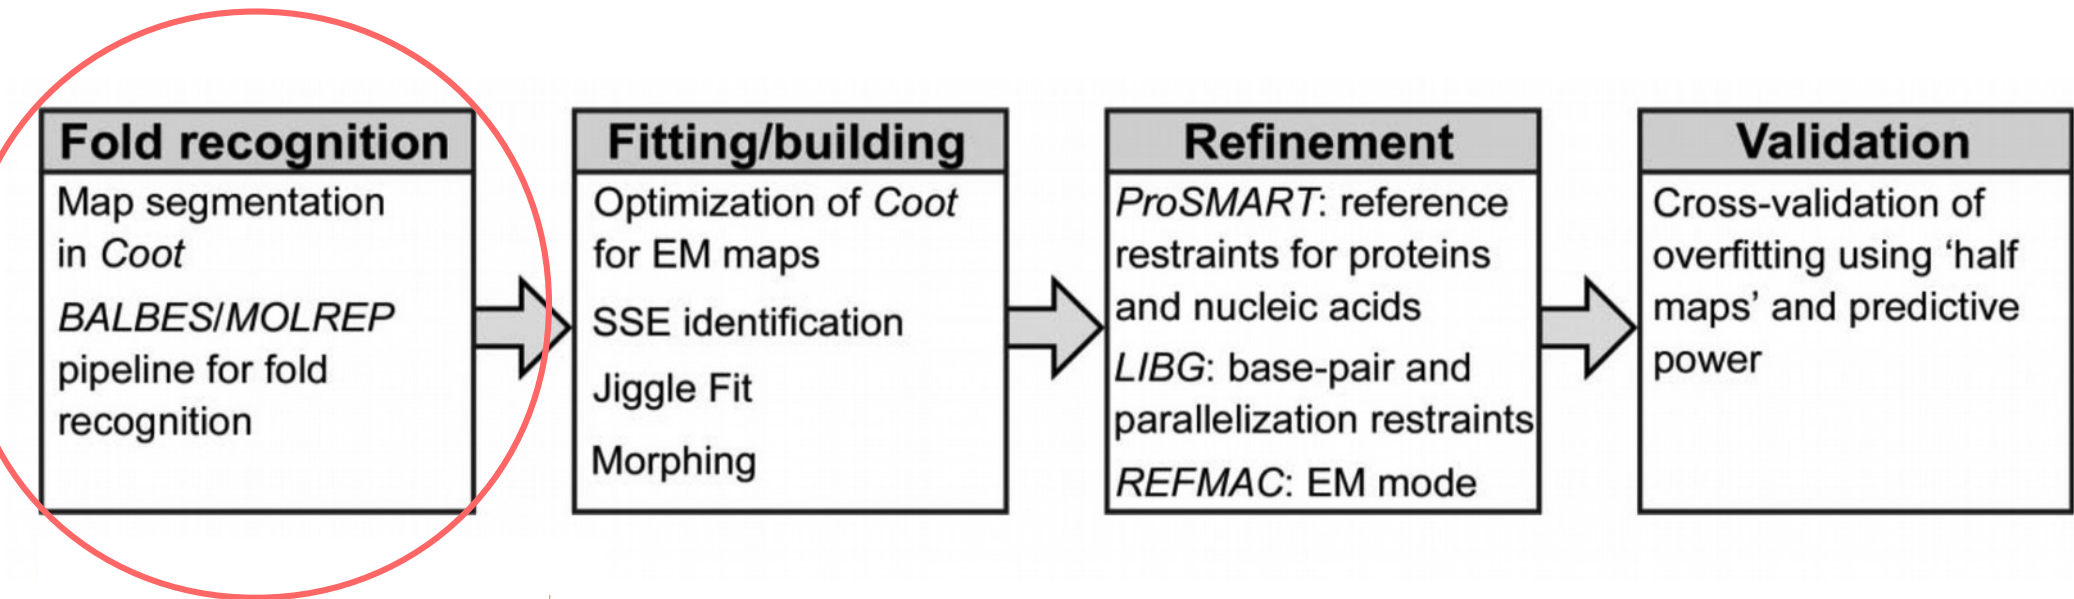 Fold recognition
Map segmentation
in Coot
BALBES/MOLREP
pipeline for fold
recognition
Fitting/building
Optimization of Coot
for EM maps
SSE identification
Jiggle Fit
Morphing
Refinement
ProSMART: reference
restraints for proteins
and nucleic acids
LIBG: base-pair and
parallelization restraints
REFMAC: EM mode
Validation
Cross-validation of
overfitting using ‘half
maps’ and predictive
power